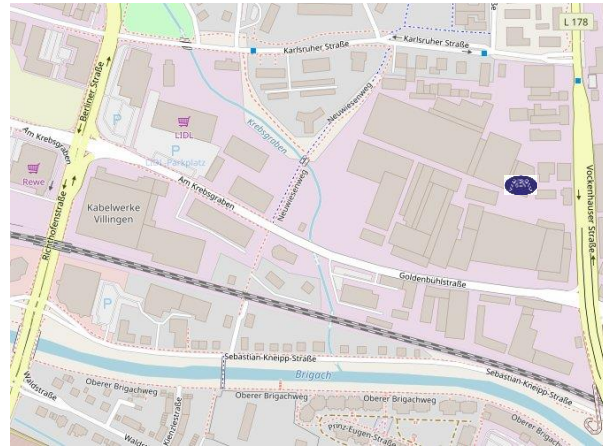 L 178
Karlsruher Straße
Karlsruher Straße
Berliner Straße
Neuwiesenweg
P
LIDL
Krebsgraben
P
LIDL-Parkplatz
Am Krebsgraben
Rewe
Am Krebsgraben
Neuwiesenweg
Vockenhauser Straße
Kabelwerke
Villingen
Richthofenstraße
Goldenbühlstraße
P
Sebastian-Kneipp-Straße
Brigach
Sebastian-Kneipp-Straße
Waldstraße
Oberer Brigachweg
Oberer Brigachweg
Kienzlestraße
Oberer Brigachweg
Prinz-Eugen-Straße